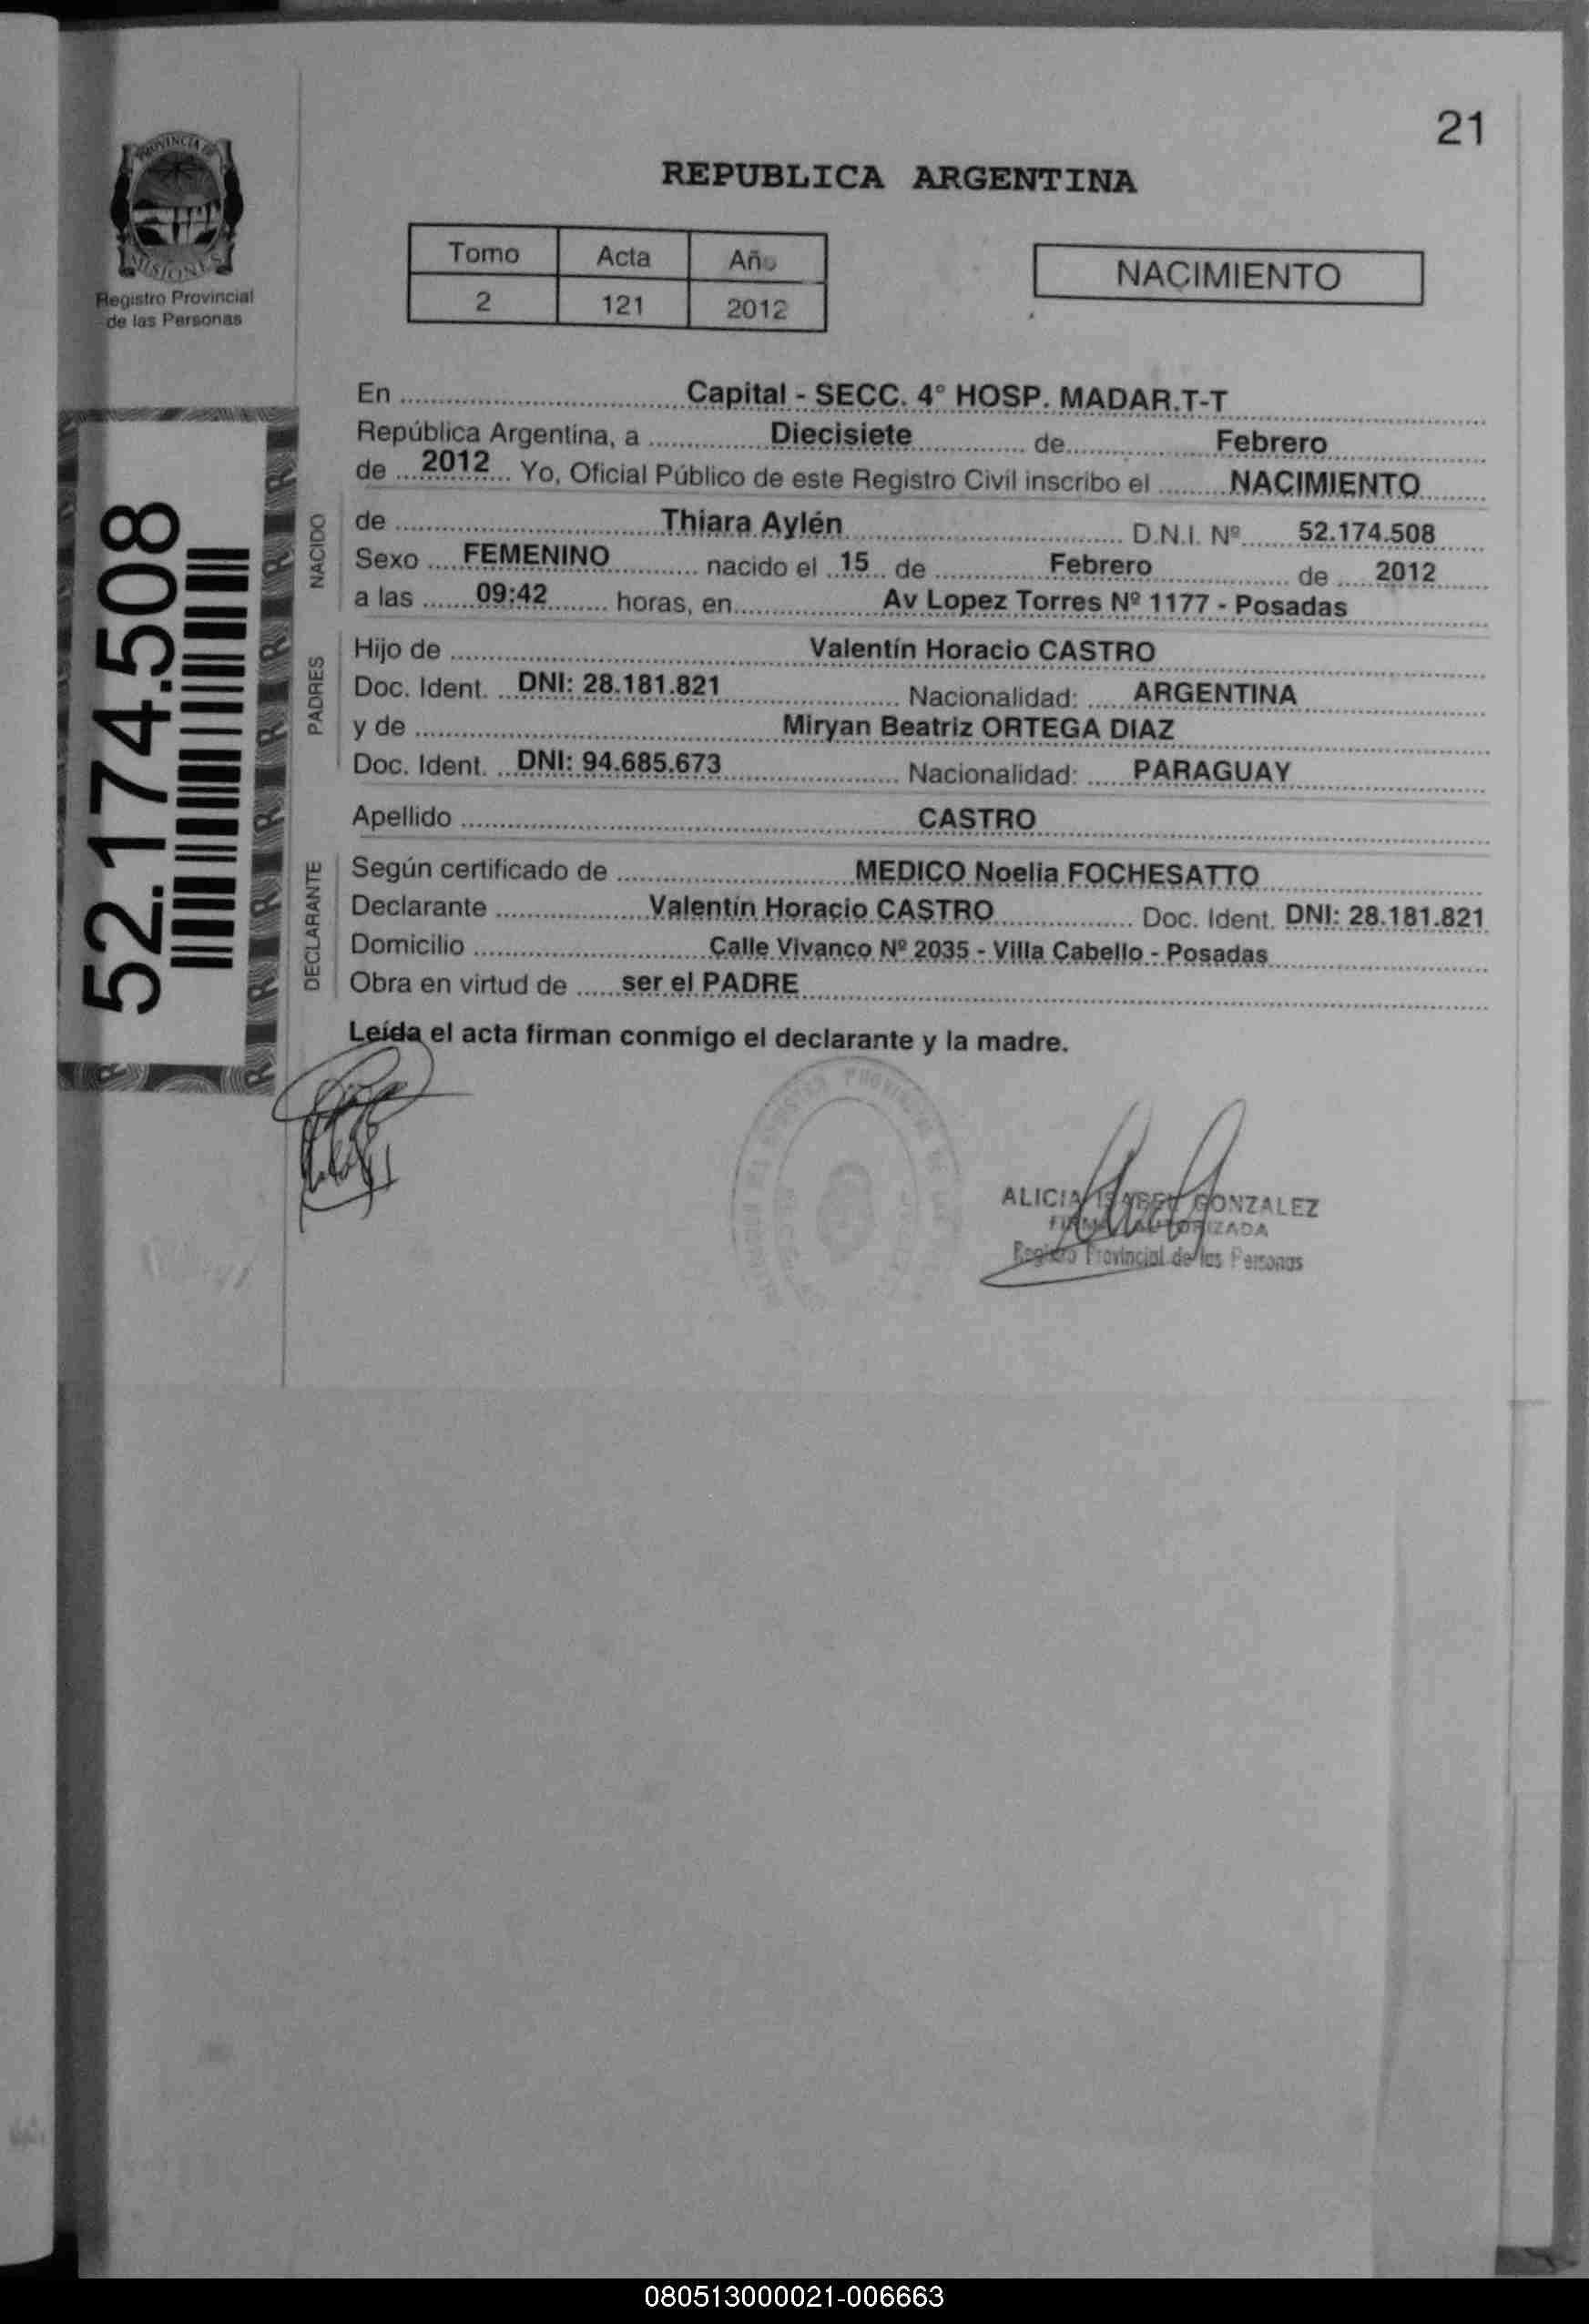 21
PROVINCIA DE
MISIONES
Registro Provincial
de las Personas
REPUBLICA ARGENTINA
Tomo Acta Año
2 121 2012
NACIMIENTO
52.174.508
En Capital - SECC. 4° HOSP. MADAR.T-T
República Argentina, a Diecisiete de Febrero
de 2012 Yo, Oficial Público de este Registro Civil inscribo el NACIMIENTO
NACIDO
de Thiara Aylén D.N.I. Nº 52.174.508
Sexo FEMENINO nacido el 15 de Febrero de 2012
a las 09:42 horas, en Av Lopez Torres Nº 1177 - Posadas
PADRES
Hijo de Valentín Horacio CASTRO
Doc. Ident. DNI: 28.181.821 Nacionalidad: ARGENTINA
y de Miryan Beatriz ORTEGA DIAZ
Doc. Ident. DNI: 94.685.673 Nacionalidad: PARAGUAY
Apellido CASTRO
DECLARANTE
Según certificado de MEDICO Noelia FOCHESATTO
Declarante Valentín Horacio CASTRO Doc. Ident. DNI: 28.181.821
Domicilio Calle Vivanco Nº 2035 - Villa Cabello - Posadas
Obra en virtud de ser el PADRE
Leída el acta firman conmigo el declarante y la madre.
ALICIA ISABEL GONZALEZ
FIRMA AUTORIZADA
Registro Provincial de las Personas
080513000021-006663